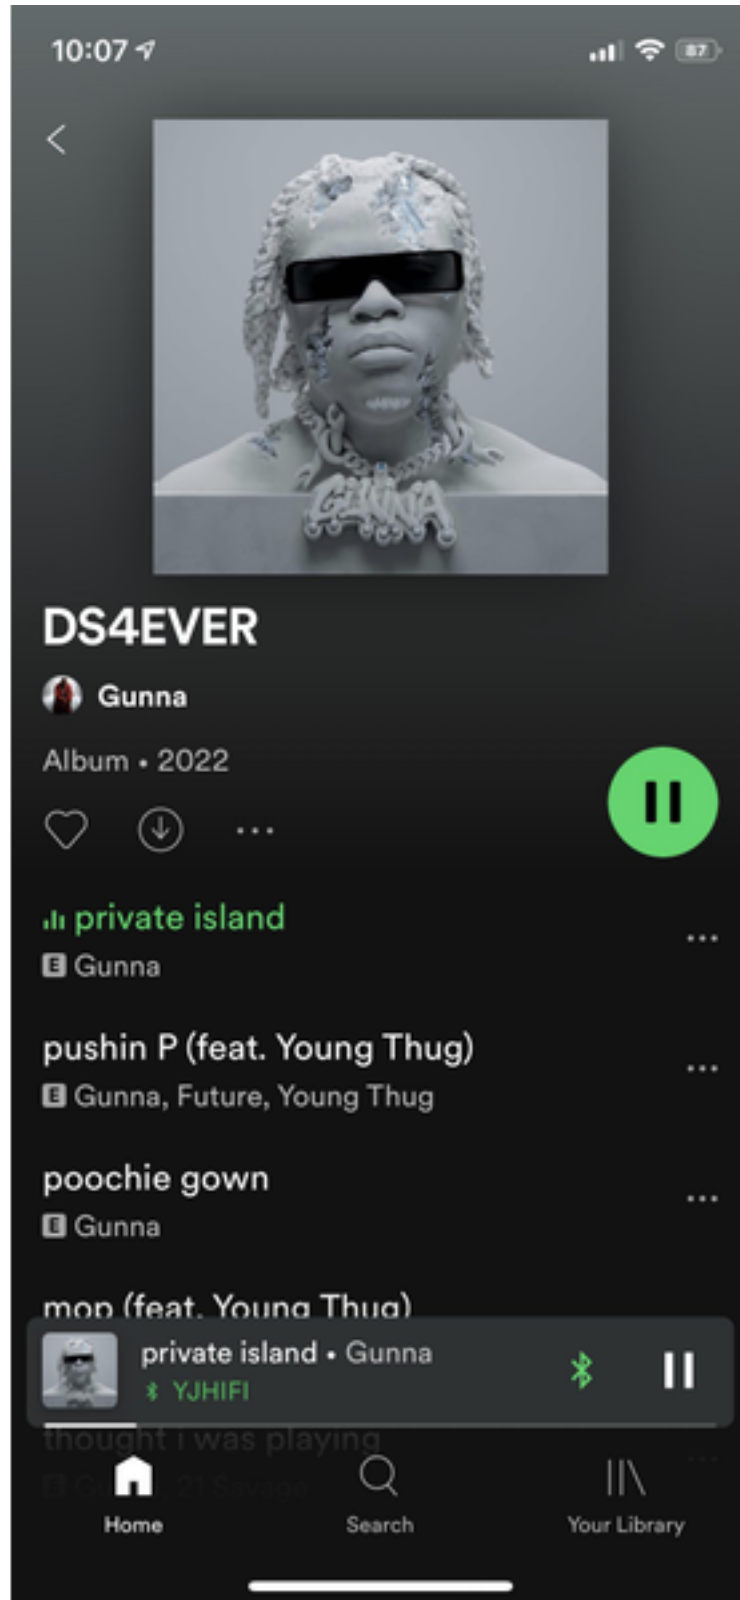 10:07
87
GUNNA
DS4EVER
Gunna
Album • 2022
private island
E Gunna
pushin P (feat. Young Thug)
E Gunna, Future, Young Thug
poochie gown
E Gunna
mop (feat. Young Thug)
private island • Gunna
YJHIFI
thought i was playing
E Gunna, 21 Savage
Home
Search
Your Library